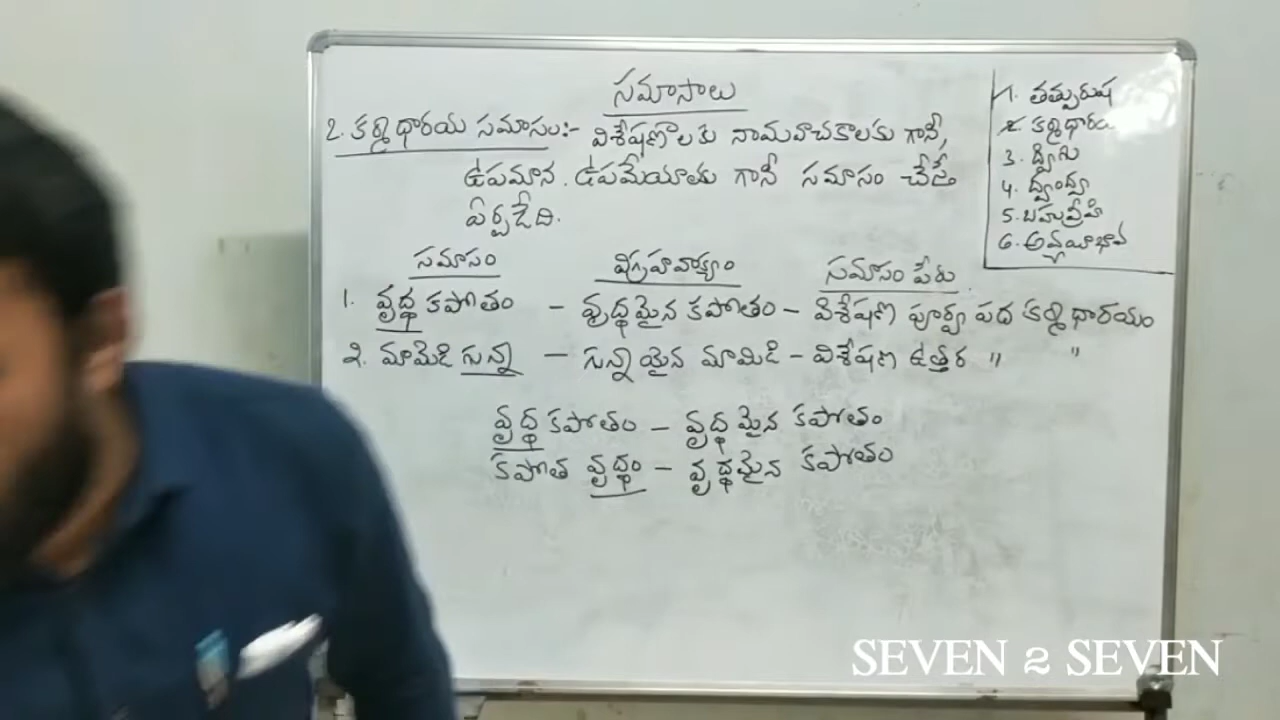 సమాసాలు
1. తత్పురుష
2. కర్మధారయ
3. ద్విగు
4. ద్వంద్వ
5. బహువ్రీహి
6. అవ్యయీభావ
2. కర్మధారయ సమాసం:- విశేషణాలకు నామవాచకాలకు గానీ,
ఉపమాన. ఉపమేయాలకు గానీ సమాసం చేస్తే
ఏర్పడేది.
సమాసం విగ్రహవాక్యం సమాసం పేరు
1. వృద్ధ కపోతం - వృద్ధమైన కపోతం - విశేషణ పూర్వ పద కర్మధారయం
2. మామిడి గున్నా - గున్నాయైన మామిడి - విశేషణ ఉత్తర " "
వృద్ధ కపోతం - వృద్ధమైన కపోతం
కపోత వృద్ధం - వృద్ధమైన కపోతం
SEVEN 2 SEVEN